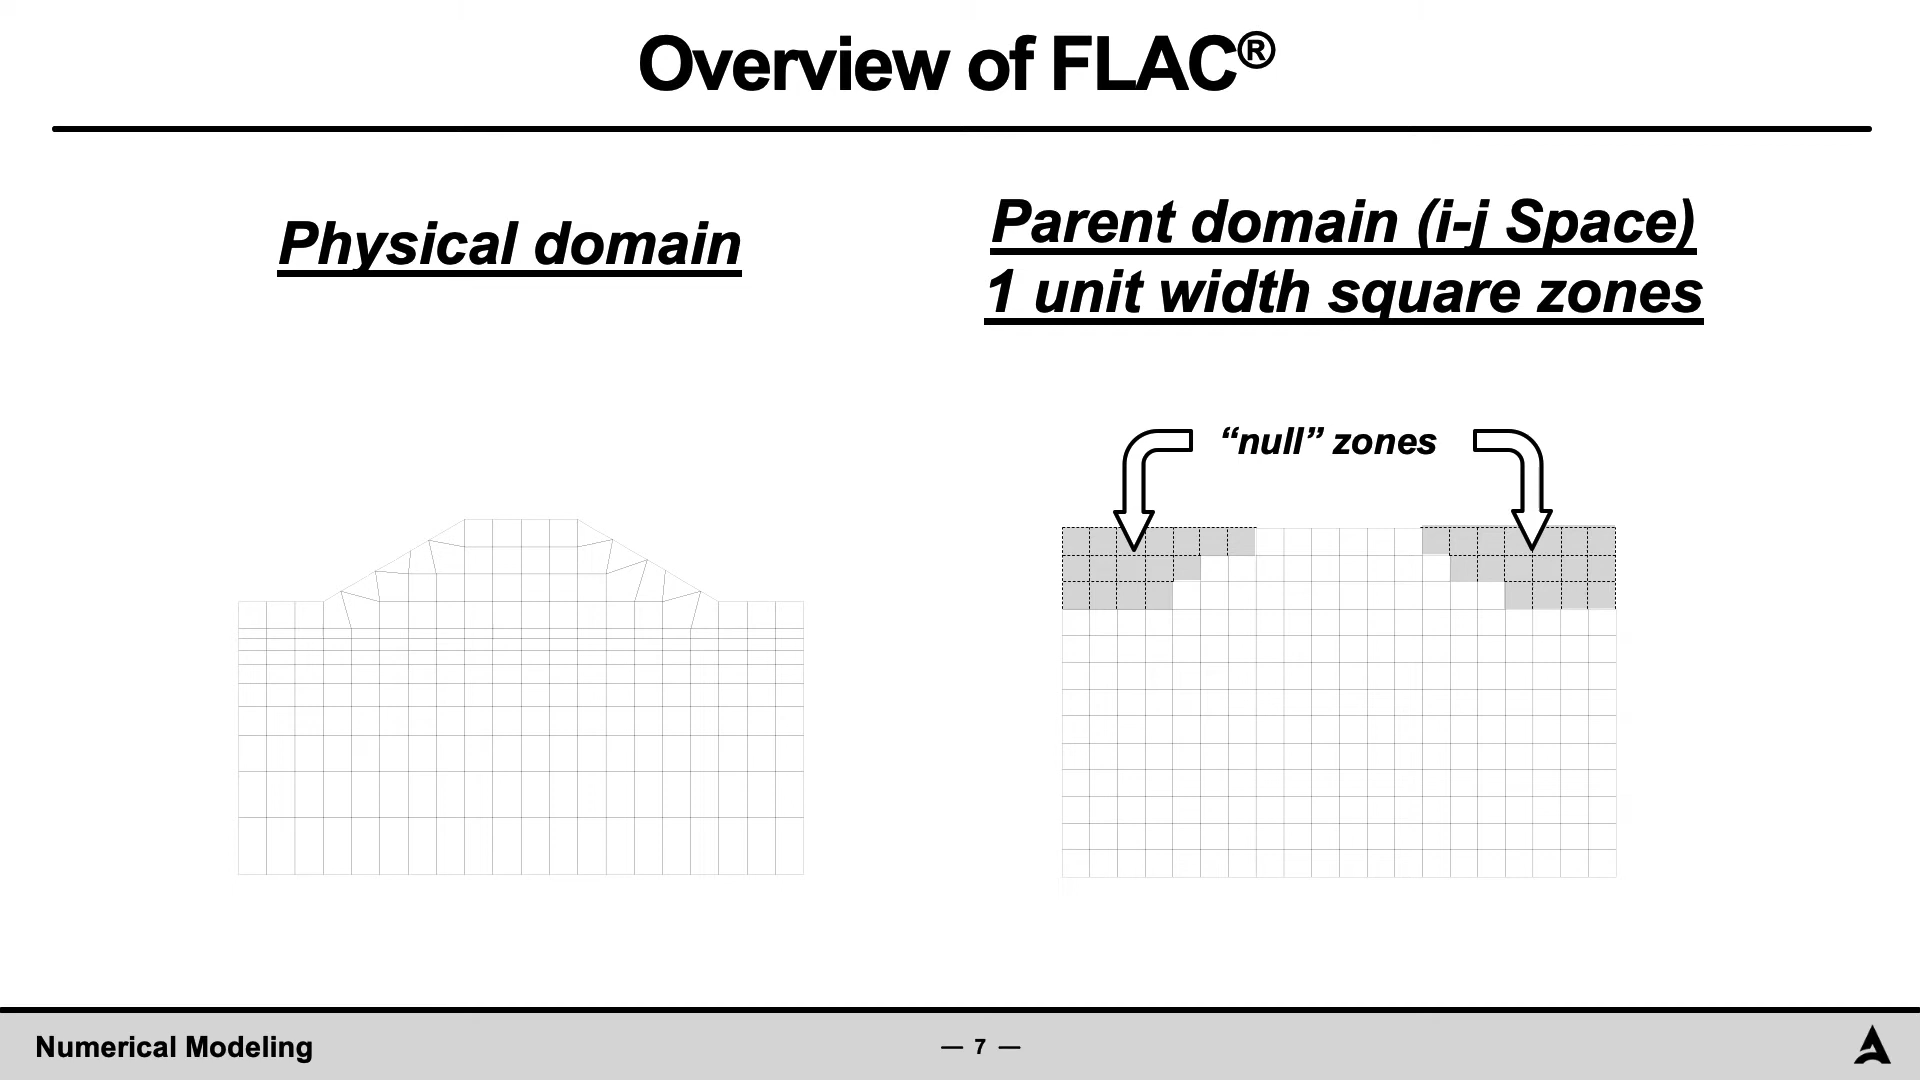 Overview of FLAC®
Physical domain
Parent domain (i-j Space)
1 unit width square zones
“null” zones
Numerical Modeling
— 7 —